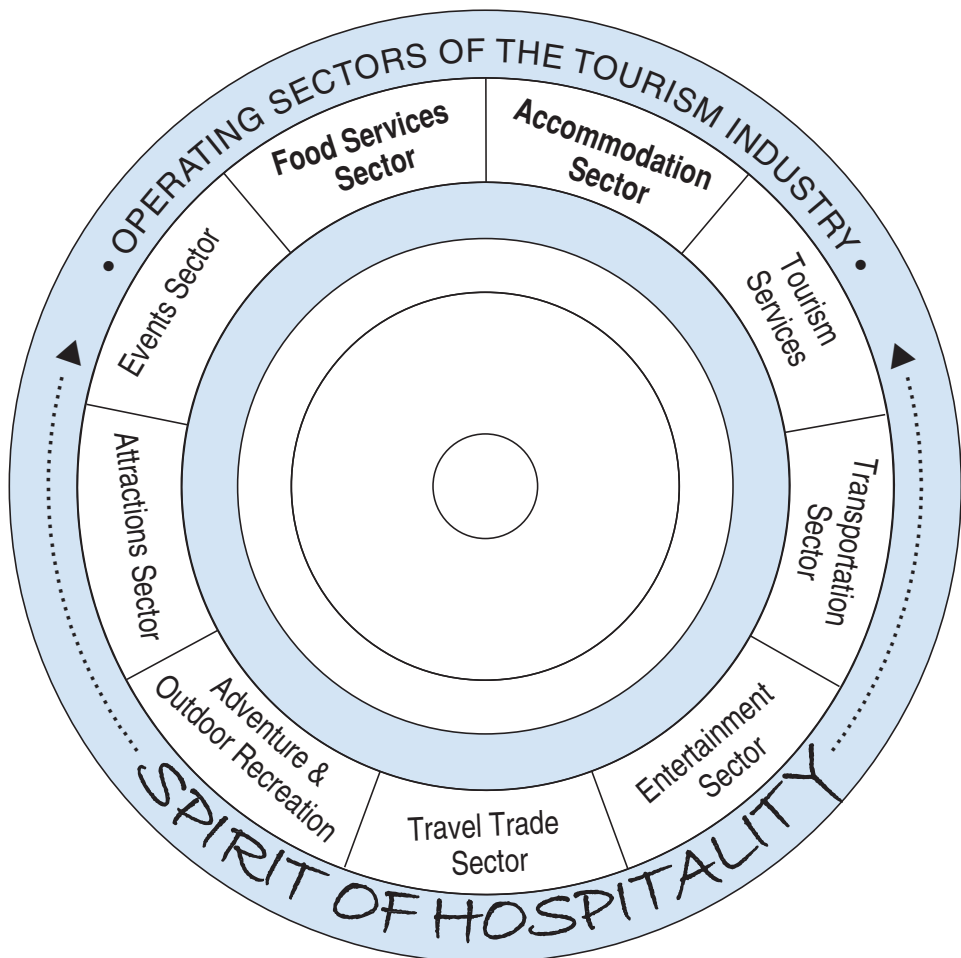 • OPERATING SECTORS OF THE TOURISM INDUSTRY •
Food Services
Sector
Accommodation
Sector
Tourism
Services
Transportation
Sector
Entertainment
Sector
Travel Trade
Sector
Adventure &
Outdoor Recreation
Attractions Sector
Events Sector
SPIRIT OF HOSPITALITY